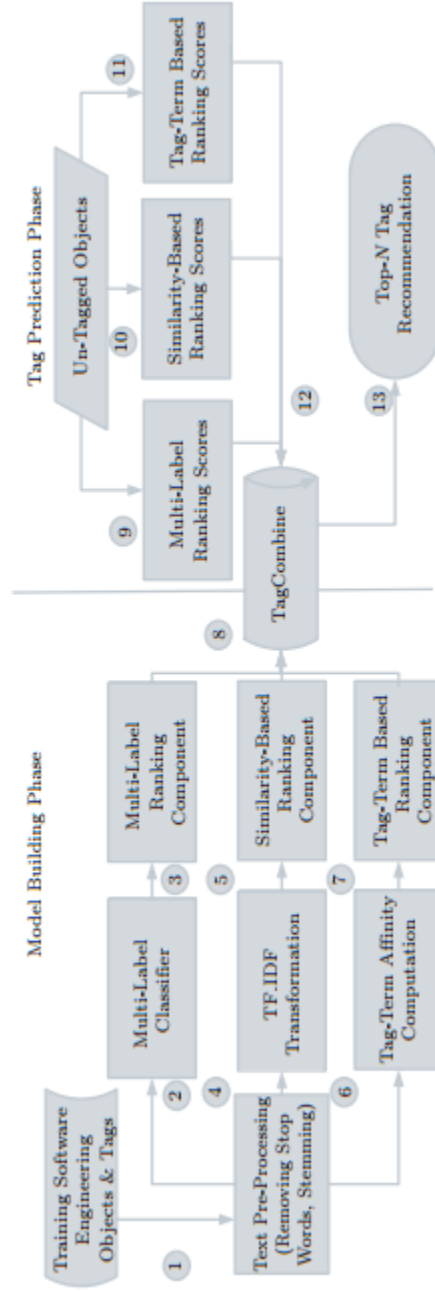 Model Building Phase
Training Software
Engineering
Objects & Tags
1
Text Pre-Processing
(Removing Stop
Words, Stemming)
2
Multi-Label
Classifier
3
Multi-Label
Ranking
Component
4
TF.IDF
Transformation
5
Similarity-Based
Ranking
Component
6
Tag-Term Affinity
Computation
7
Tag-Term Based
Ranking
Component
8
TagCombine
Tag Prediction Phase
Un-Tagged Objects
9
Multi-Label
Ranking Scores
10
Similarity-Based
Ranking Scores
11
Tag-Term Based
Ranking Scores
12
13
Top-N Tag
Recommendation